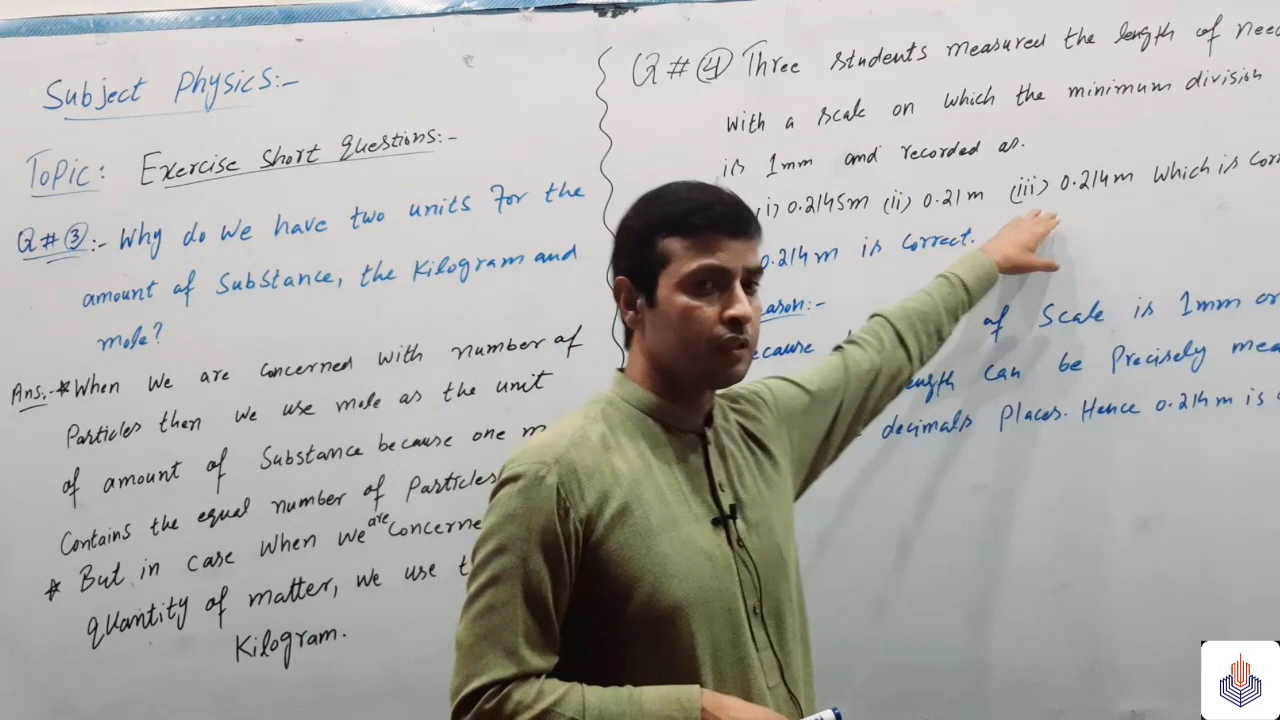 Subject Physics:-
Topic: Exercise Short Questions:-
Q # ③:- Why do we have two units for the
amount of Substance, the Kilogram and
mole?
Ans:-* When we are concerned with number of
Particles then we use mole as the unit
of amount of Substance because one m
Contains the equal number of Particles
* But in case when we are Concerne
quantity of matter, we use t
Kilogram.
Q # ④ Three students measured the length of need
with a scale on which the minimum division
is 1mm and recorded as.
i) 0.2145m (ii) 0.21m (iii) 0.214m which is Corr
0.214m is correct.
eason:-
ecause of Scale is 1mm or
length can be Precisely mea
decimals Places. Hence 0.214m is